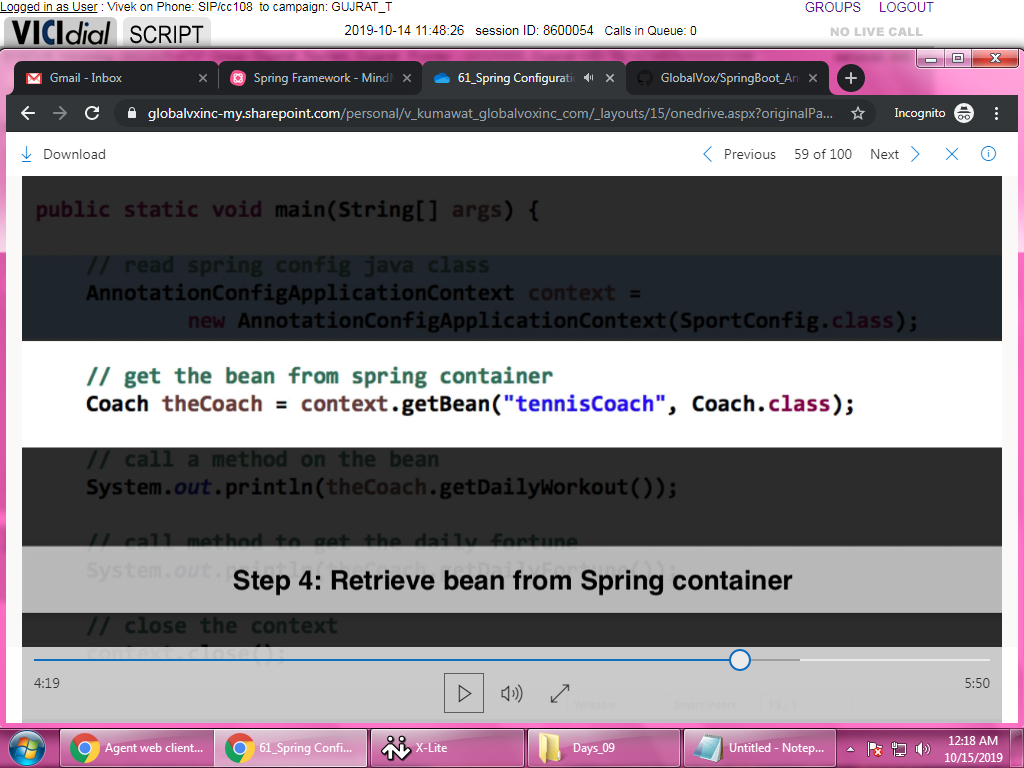 Logged in as User : Vivek on Phone: SIP/cc108 to campaign: GUJRAT_T
GROUPS LOGOUT
VICIdial SCRIPT
2019-10-14 11:48:26 session ID: 8600054 Calls in Queue: 0
NO LIVE CALL
Gmail - Inbox
Spring Framework - Mind
61_Spring Configurati
GlobalVox/SpringBoot_An
globalvxinc-my.sharepoint.com/personal/v_kumawat_globalvoxinc_com/_layouts/15/onedrive.aspx?originalPa...
Incognito
Download
Previous 59 of 100 Next
public static void main(String[] args) {
// read spring config java class
AnnotationConfigApplicationContext context =
new AnnotationConfigApplicationContext(SportConfig.class);
// get the bean from spring container
Coach theCoach = context.getBean("tennisCoach", Coach.class);
// call a method on the bean
System.out.println(theCoach.getDailyWorkout());
// call method to get the daily fortune
System.out.println(theCoach.getDailyFortune());
Step 4: Retrieve bean from Spring container
// close the context
context.close();
4:19
5:50
Agent web client...
61_Spring Confi...
X-Lite
Days_09
Untitled - Notep...
12:18 AM
10/15/2019